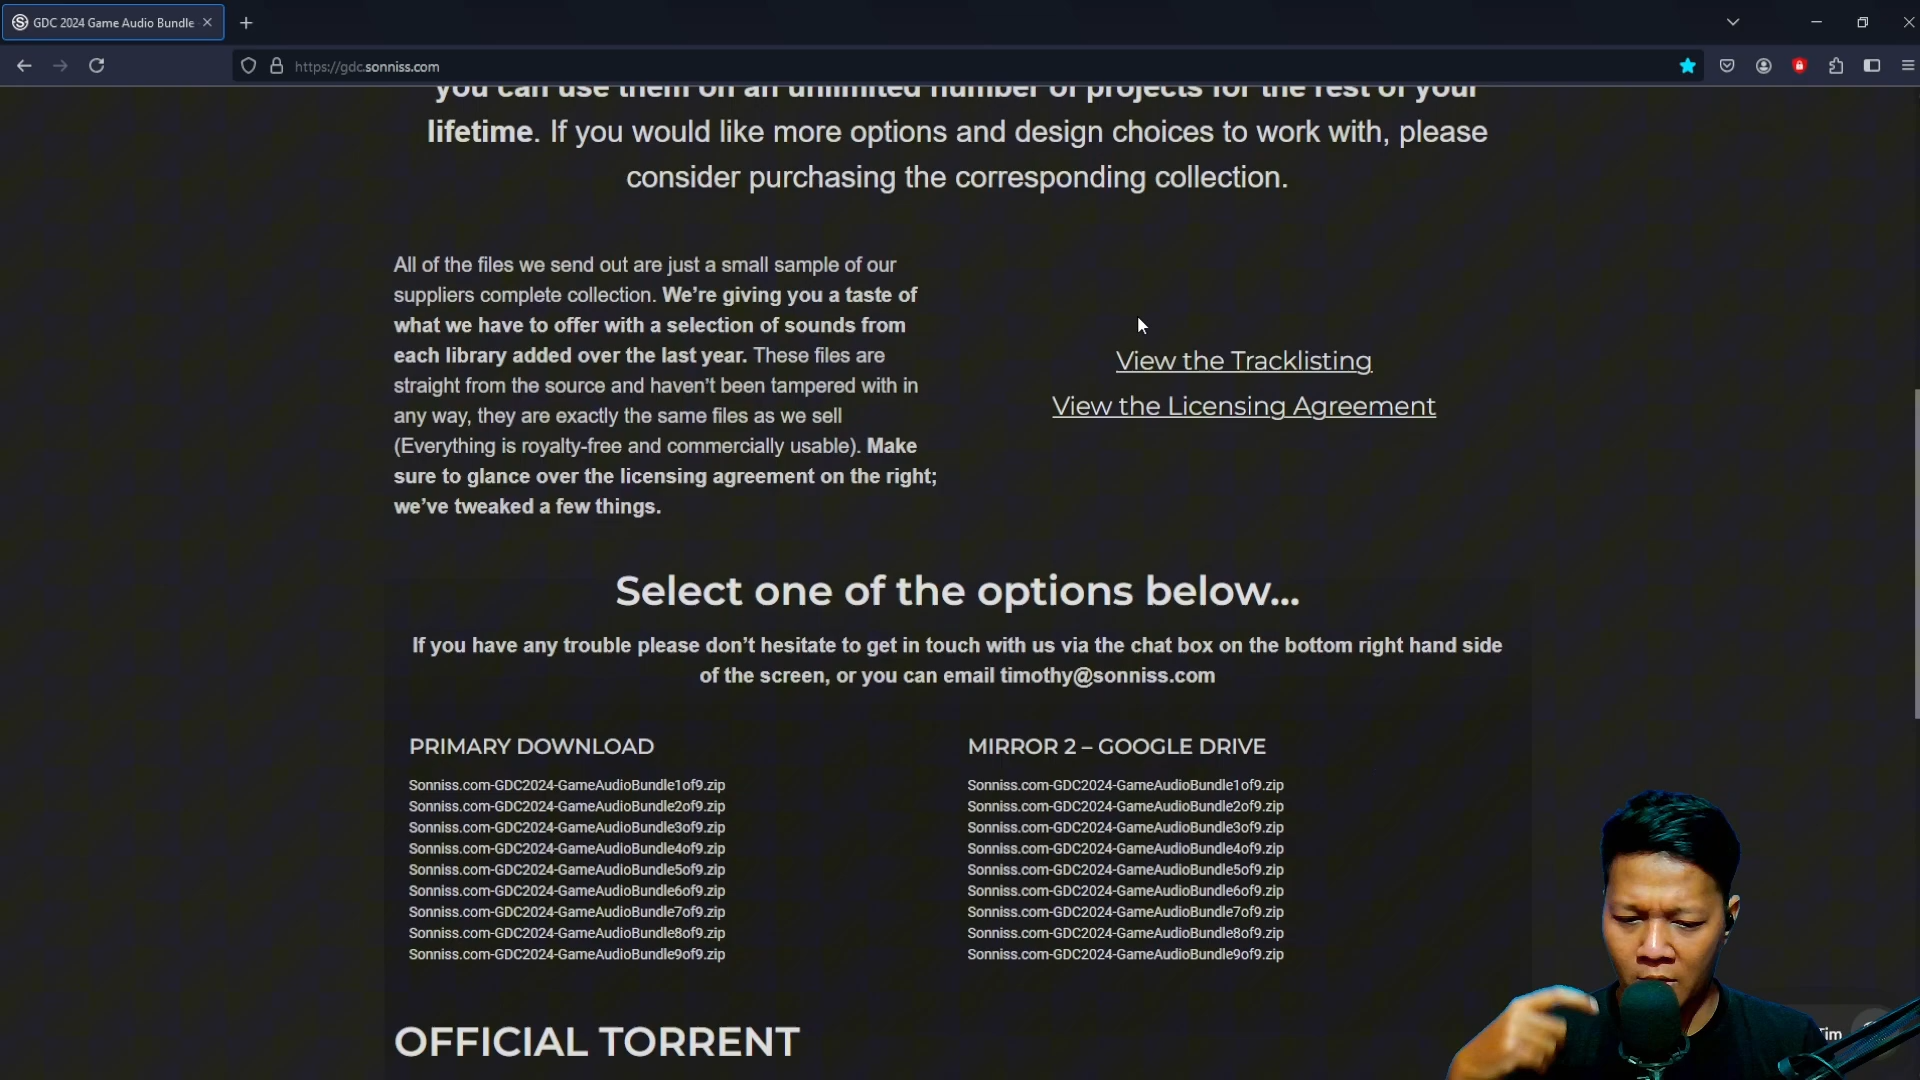 GDC 2024 Game Audio Bundle
https://gdc.sonniss.com
you can use them on an unlimited number of projects for the rest of your
lifetime. If you would like more options and design choices to work with, please
consider purchasing the corresponding collection.
All of the files we send out are just a small sample of our
suppliers complete collection. We're giving you a taste of
what we have to offer with a selection of sounds from
each library added over the last year. These files are
straight from the source and haven't been tampered with in
any way, they are exactly the same files as we sell
(Everything is royalty-free and commercially usable). Make
sure to glance over the licensing agreement on the right;
we've tweaked a few things.
View the Tracklisting
View the Licensing Agreement
Select one of the options below...
If you have any trouble please don't hesitate to get in touch with us via the chat box on the bottom right hand side
of the screen, or you can email timothy@sonniss.com
PRIMARY DOWNLOAD
Sonniss.com-GDC2024-GameAudioBundle1of9.zip
Sonniss.com-GDC2024-GameAudioBundle2of9.zip
Sonniss.com-GDC2024-GameAudioBundle3of9.zip
Sonniss.com-GDC2024-GameAudioBundle4of9.zip
Sonniss.com-GDC2024-GameAudioBundle5of9.zip
Sonniss.com-GDC2024-GameAudioBundle6of9.zip
Sonniss.com-GDC2024-GameAudioBundle7of9.zip
Sonniss.com-GDC2024-GameAudioBundle8of9.zip
Sonniss.com-GDC2024-GameAudioBundle9of9.zip
MIRROR 2 – GOOGLE DRIVE
Sonniss.com-GDC2024-GameAudioBundle1of9.zip
Sonniss.com-GDC2024-GameAudioBundle2of9.zip
Sonniss.com-GDC2024-GameAudioBundle3of9.zip
Sonniss.com-GDC2024-GameAudioBundle4of9.zip
Sonniss.com-GDC2024-GameAudioBundle5of9.zip
Sonniss.com-GDC2024-GameAudioBundle6of9.zip
Sonniss.com-GDC2024-GameAudioBundle7of9.zip
Sonniss.com-GDC2024-GameAudioBundle8of9.zip
Sonniss.com-GDC2024-GameAudioBundle9of9.zip
OFFICIAL TORRENT
Tim